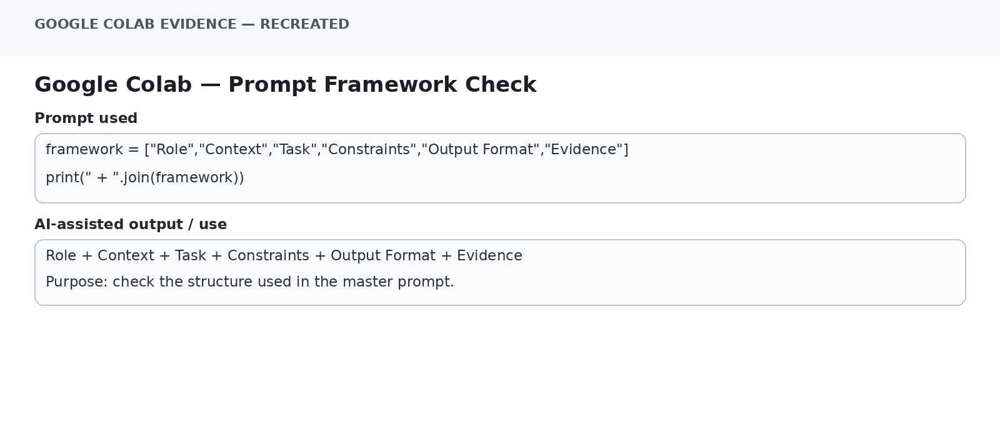 GOOGLE COLAB EVIDENCE — RECREATED
Google Colab — Prompt Framework Check
Prompt used
framework = ["Role","Context","Task","Constraints","Output Format","Evidence"]
print(" + ".join(framework))
AI-assisted output / use
Role + Context + Task + Constraints + Output Format + Evidence
Purpose: check the structure used in the master prompt.